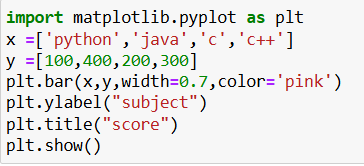 import matplotlib.pyplot as plt
x =['python','java','c','c++']
y =[100,400,200,300]
plt.bar(x,y,width=0.7,color='pink')
plt.ylabel("subject")
plt.title("score")
plt.show()